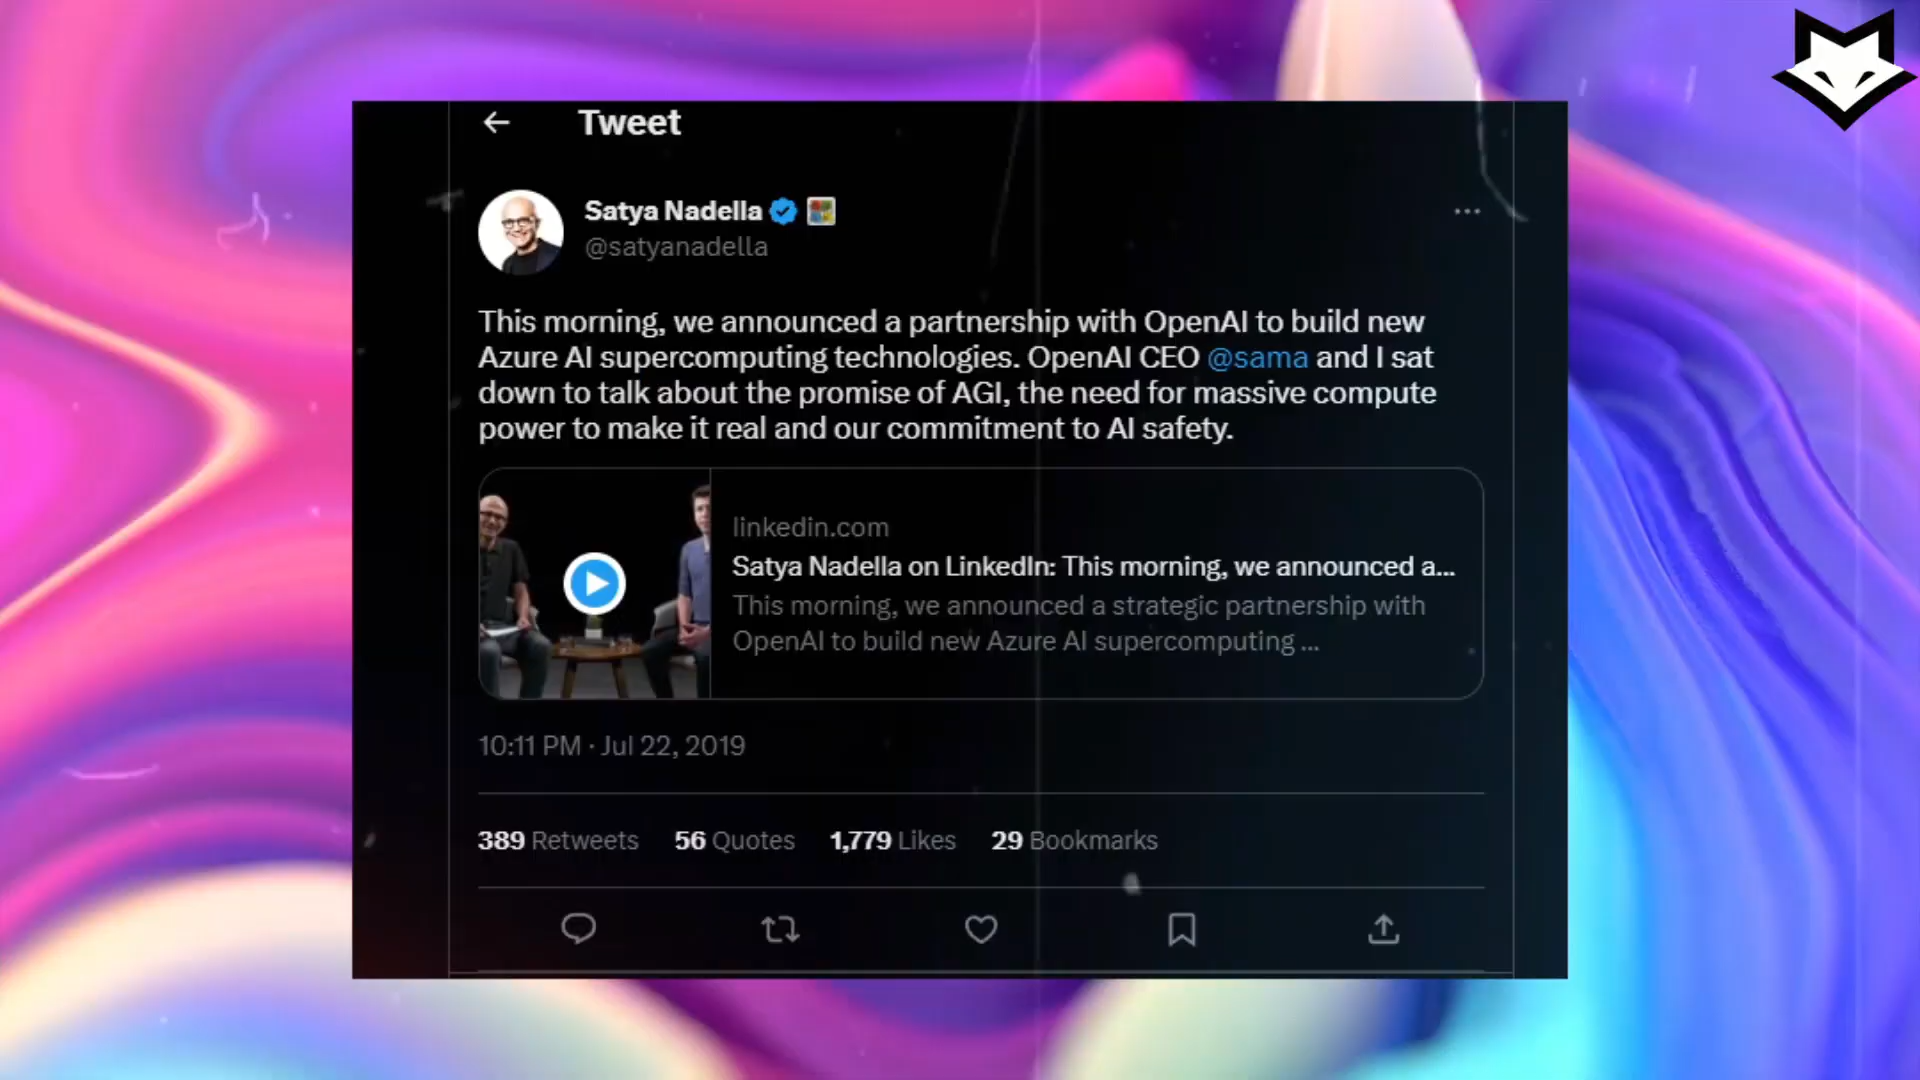 Tweet
Satya Nadella
@satyanadella
This morning, we announced a partnership with OpenAI to build new
Azure AI supercomputing technologies. OpenAI CEO @sama and I sat
down to talk about the promise of AGI, the need for massive compute
power to make it real and our commitment to AI safety.
linkedin.com
Satya Nadella on LinkedIn: This morning, we announced a...
This morning, we announced a strategic partnership with
OpenAI to build new Azure AI supercomputing ...
10:11 PM · Jul 22, 2019
389 Retweets 56 Quotes 1,779 Likes 29 Bookmarks